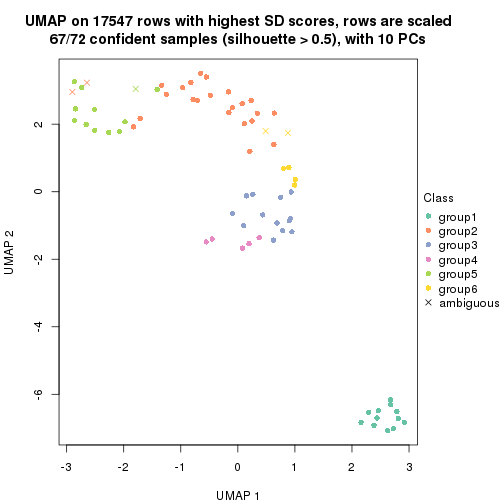 UMAP on 17547 rows with highest SD scores, rows are scaled
67/72 confident samples (silhouette > 0.5), with 10 PCs
2
0
-2
-4
-6
UMAP 2
-3 -2 -1 0 1 2 3
UMAP 1
Class
group1
group2
group3
group4
group5
group6
ambiguous